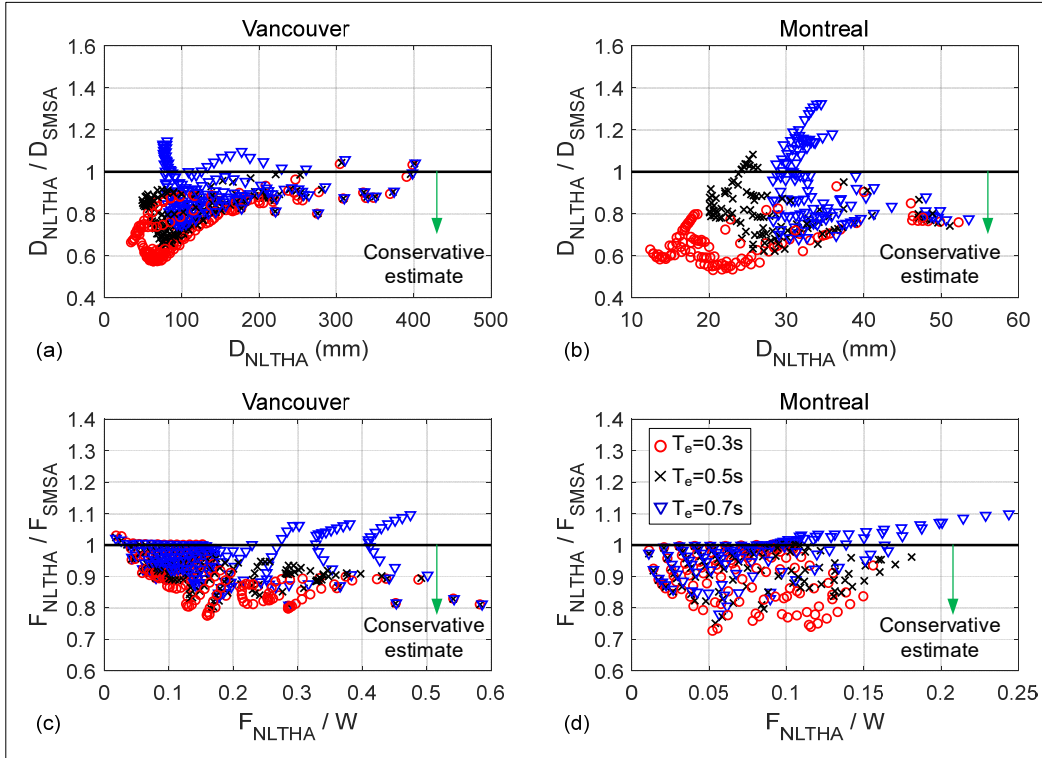 Vancouver
1.6
1.4
1.2
1
0.8
0.6
0.4
D_NLTHA / D_SMSA
Conservative
estimate
0 100 200 300 400 500
(a) D_NLTHA (mm)
Montreal
1.6
1.4
1.2
1
0.8
0.6
0.4
D_NLTHA / D_SMSA
Conservative
estimate
10 20 30 40 50 60
(b) D_NLTHA (mm)
Vancouver
1.4
1.3
1.2
1.1
1
0.9
0.8
0.7
0.6
F_NLTHA / F_SMSA
Conservative
estimate
0 0.1 0.2 0.3 0.4 0.5 0.6
(c) F_NLTHA / W
Montreal
1.4
1.3
1.2
1.1
1
0.9
0.8
0.7
0.6
F_NLTHA / F_SMSA
T_e=0.3s
T_e=0.5s
T_e=0.7s
Conservative
estimate
0 0.05 0.1 0.15 0.2 0.25
(d) F_NLTHA / W